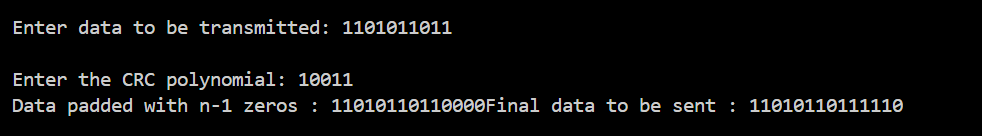 Enter data to be transmitted: 1101011011
Enter the CRC polynomial: 10011
Data padded with n-1 zeros : 11010110110000Final data to be sent : 11010110111110